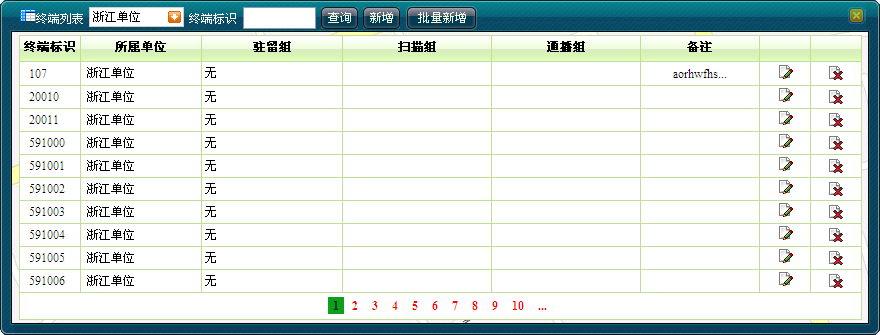 终端列表 浙江单位 终端标识 查询 新增 批量新增
终端标识 所属单位 驻留组 扫描组 通播组 备注
107 浙江单位 无 aorhwfhs...
20010 浙江单位 无
20011 浙江单位 无
591000 浙江单位 无
591001 浙江单位 无
591002 浙江单位 无
591003 浙江单位 无
591004 浙江单位 无
591005 浙江单位 无
591006 浙江单位 无
1 2 3 4 5 6 7 8 9 10 ...